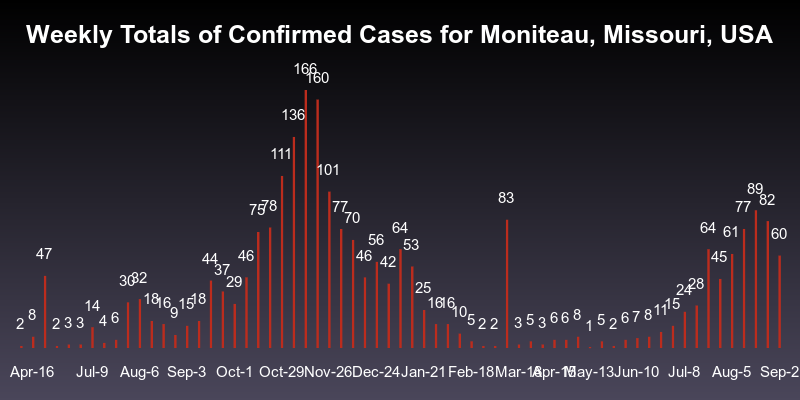 Weekly Totals of Confirmed Cases for Moniteau, Missouri, USA
2 8 47 2 3 3 14 4 6 30 32 18 16 9 15 18 44 37 29 46 75 78 111 136 166 160 101 77 70 46 56 42 64 53 25 16 16 10 5 2 2 83 3 5 3 6 6 8 1 5 2 6 7 8 11 15 24 28 64 45 61 77 89 82 60
Apr-16 Jul-9 Aug-6 Sep-3 Oct-1 Oct-29 Nov-26 Dec-24 Jan-21 Feb-18 Mar-18 Apr-15 May-13 Jun-10 Jul-8 Aug-5 Sep-2